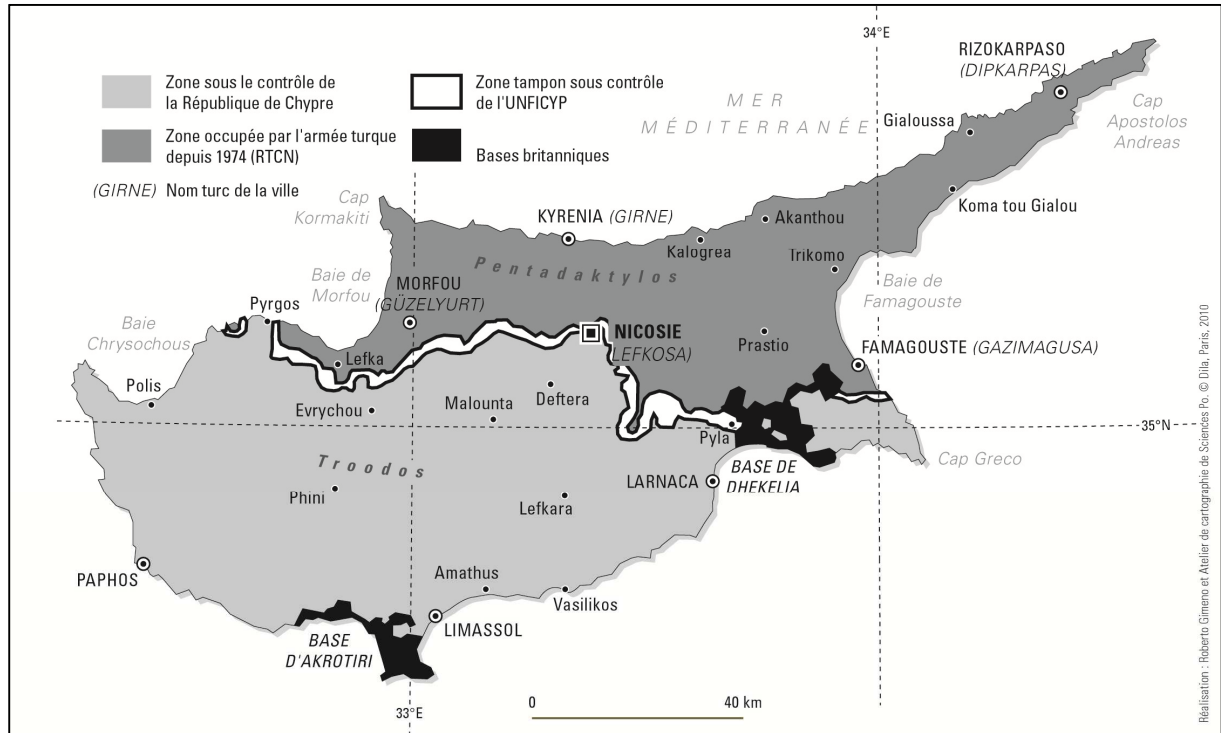 Zone sous le contrôle de
la République de Chypre
Zone tampon sous contrôle
de l'UNFICYP
Zone occupée par l'armée turque
depuis 1974 (RTCN)
Bases britanniques
(GIRNE) Nom turc de la ville
34°E
RIZOKARPASO
(DIPKARPAS)
MER
MÉDITERRANÉE
Gialoussa
Cap
Apostolos
Andreas
Cap
Kormakiti
KYRENIA (GIRNE)
Akanthou
Koma tou Gialou
Kalogrea
Trikomo
Pentadaktylos
Baie de
Morfou
MORFOU
(GÜZELYURT)
Baie de
Famagouste
Pyrgos
Baie
Chrysochous
NICOSIE
(LEFKOSA)
Prastio
FAMAGOUSTE (GAZIMAGUSA)
Lefka
Polis
Evrychou
Malounta
Deftera
35°N
Pyla
Cap Greco
Troodos
BASE DE
DHEKELIA
LARNACA
Phini
Lefkara
PAPHOS
Amathus
Vasilikos
LIMASSOL
BASE
D'AKROTIRI
0 40 km
33°E
Réalisation : Roberto Gimeno et Atelier de cartographie de Sciences Po. © Dila, Paris, 2010